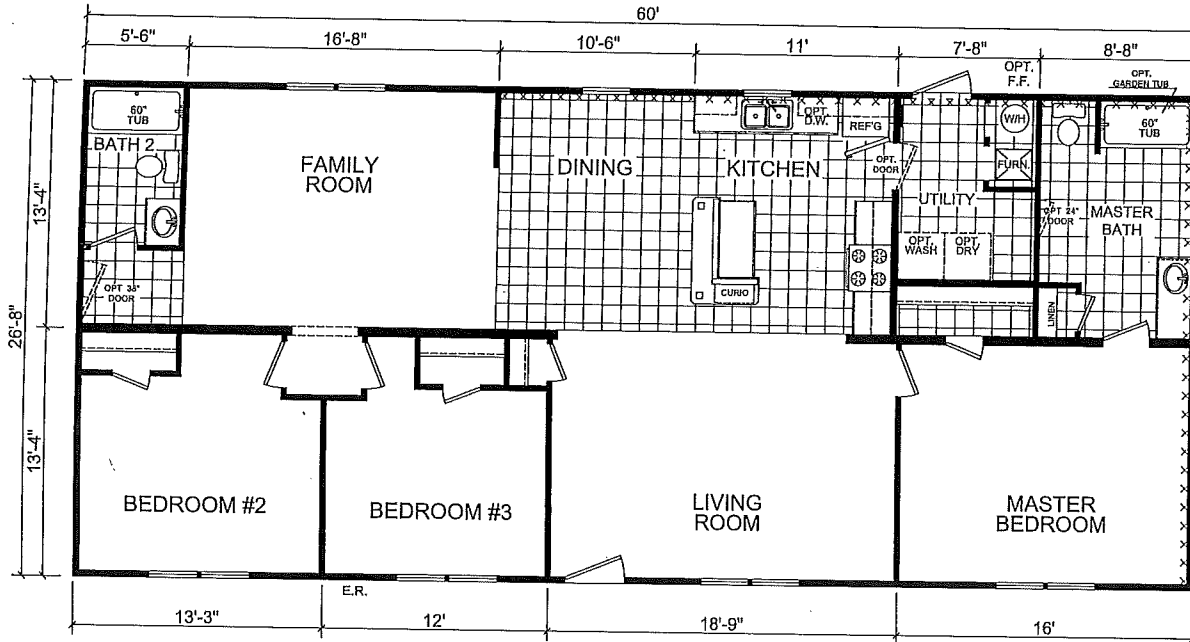 60'
5'-6"
16'-8"
10'-6"
11'
7'-8"
8'-8"
OPT.
F.F.
OPT.
GARDEN TUB
60"
TUB
BATH 2
FAMILY
ROOM
DINING
KITCHEN
OPT.
D.W.
REF'G
OPT.
DOOR
W/H
FURN.
UTILITY
OPT.
WASH
OPT.
DRY
60"
TUB
OPT 24"
DOOR
MASTER
BATH
OPT 36"
DOOR
CURIO
LINEN
13'-4"
26'-8"
13'-4"
BEDROOM #2
BEDROOM #3
LIVING
ROOM
MASTER
BEDROOM
E.R.
13'-3"
12'
18'-9"
16'